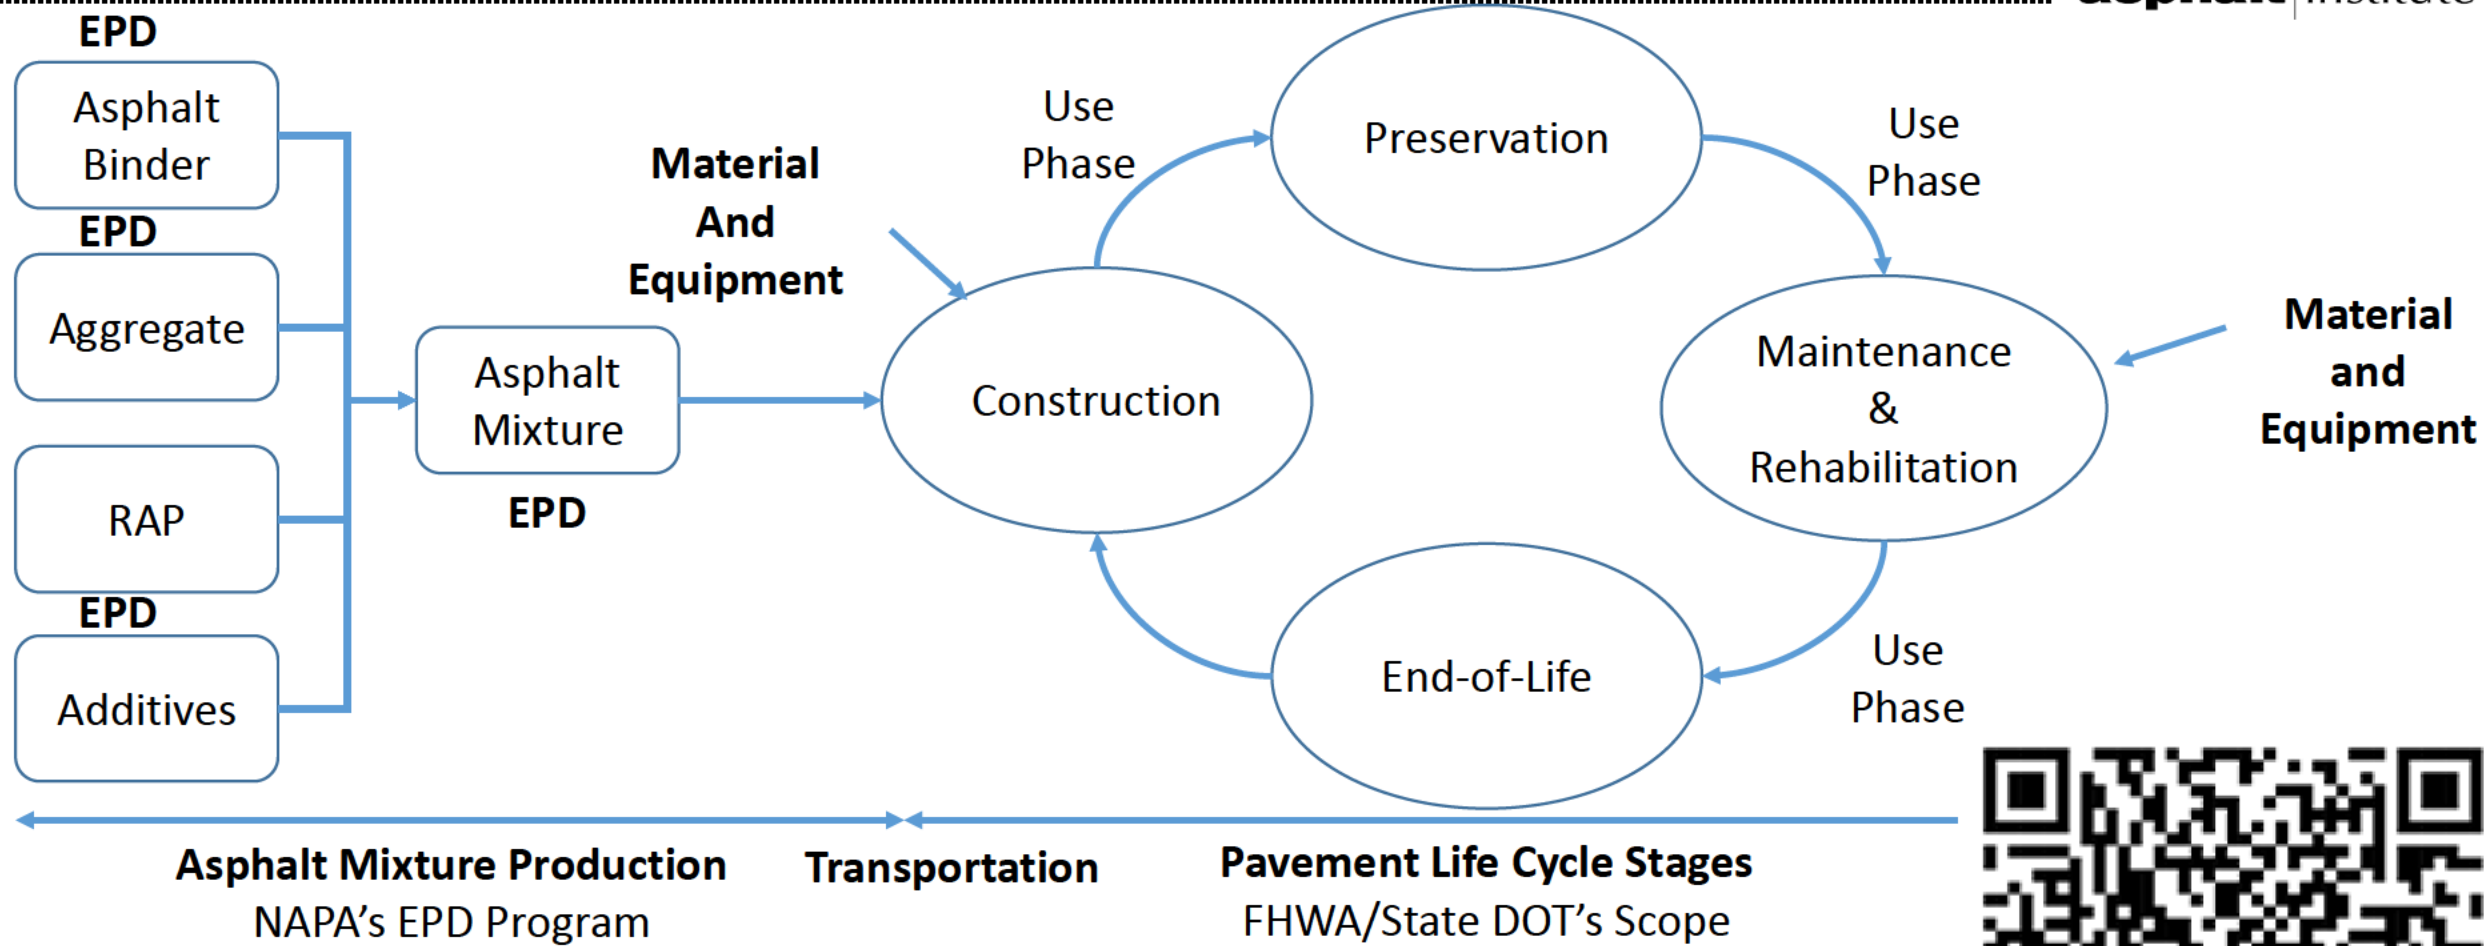 EPD
Asphalt
Binder
EPD
Aggregate
RAP
EPD
Additives
Asphalt
Mixture
EPD
Material
And
Equipment
Construction
Use
Phase
Preservation
Use
Phase
Maintenance
&
Rehabilitation
Material
and
Equipment
Use
Phase
End-of-Life
Asphalt Mixture Production
NAPA's EPD Program
Transportation
Pavement Life Cycle Stages
FHWA/State DOT's Scope